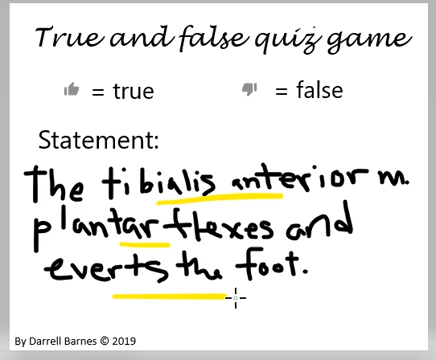 True and false quiz game
= true = false
Statement:
The tibialis anterior m.
plantar flexes and
everts the foot.
By Darrell Barnes © 2019